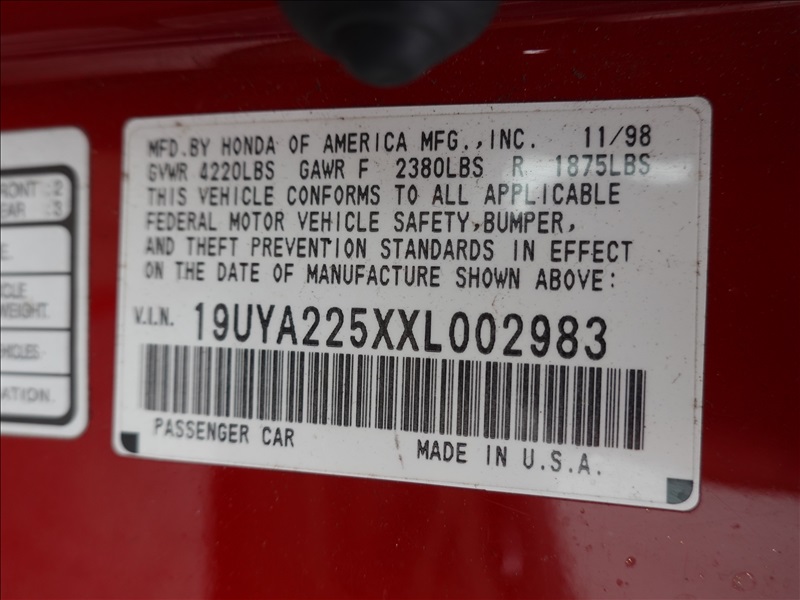 MFD.BY HONDA OF AMERICA MFG.,INC. 11/98
GVWR 4220LBS GAWR F 2380LBS R 1875LBS
THIS VEHICLE CONFORMS TO ALL APPLICABLE
FEDERAL MOTOR VEHICLE SAFETY,BUMPER,
AND THEFT PREVENTION STANDARDS IN EFFECT
ON THE DATE OF MANUFACTURE SHOWN ABOVE:
V.I.N. 19UYA225XXL002983
PASSENGER CAR MADE IN U.S.A.